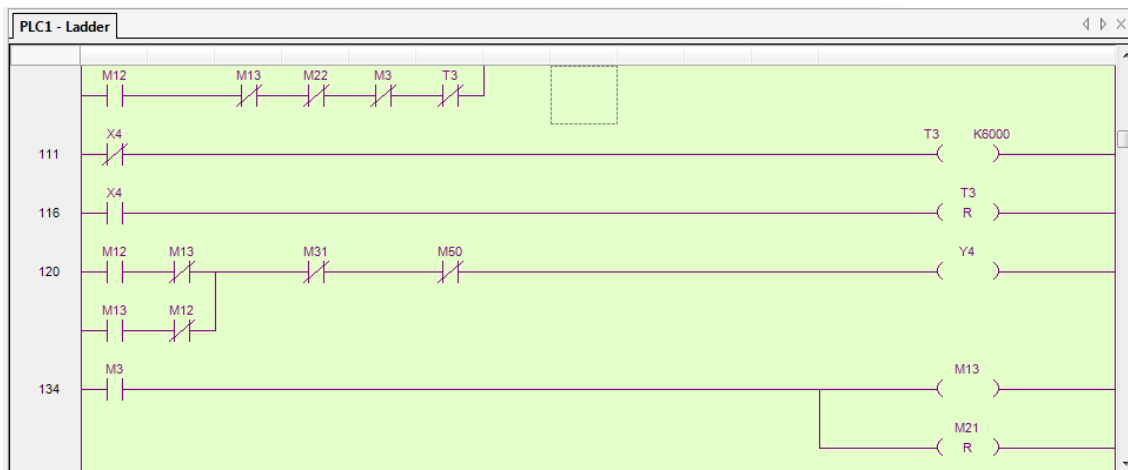 PLC1 - Ladder
M12 M13 M22 M3 T3
X4 T3 K6000
111
X4 T3
116 R
M12 M13 M31 M50 Y4
120
M13 M12
M3 M13
134
M21
R